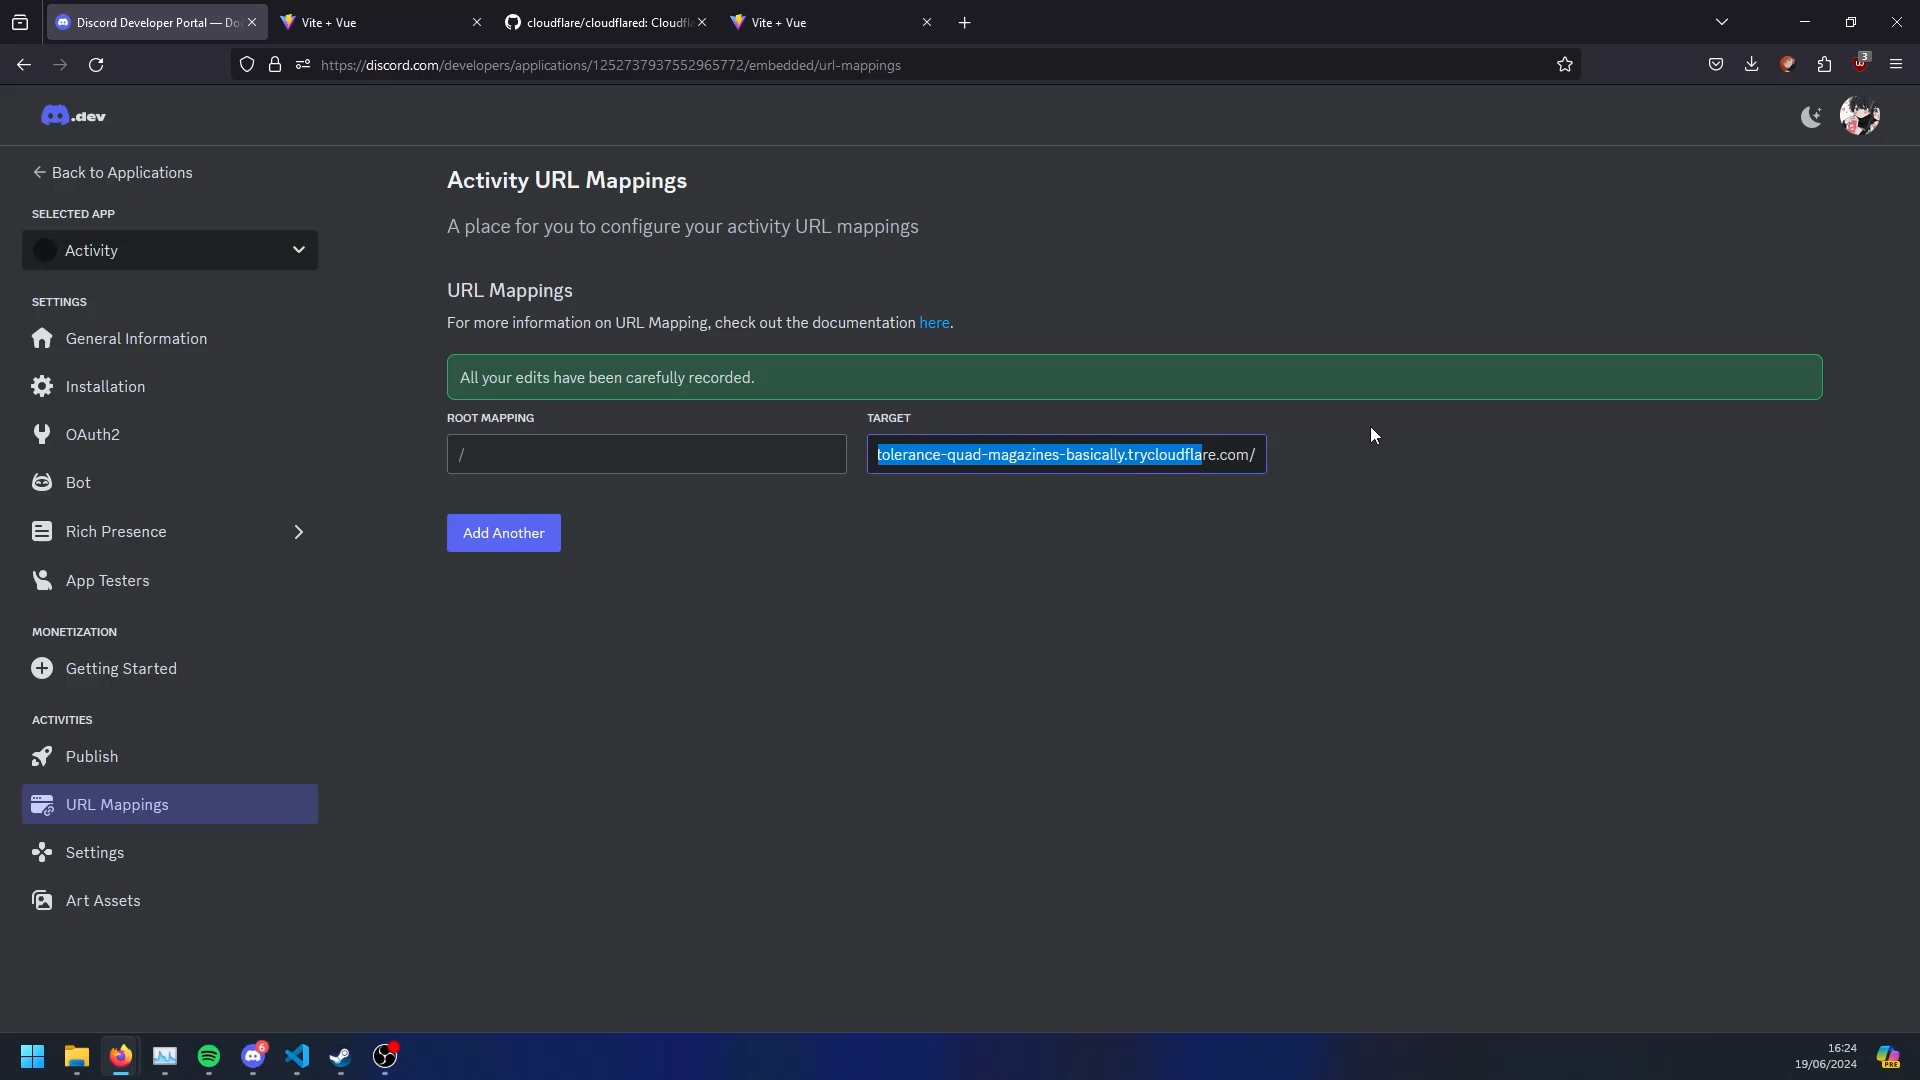 Discord Developer Portal — Do
Vite + Vue
cloudflare/cloudflared: Cloudfl
Vite + Vue
https://discord.com/developers/applications/1252737937552965772/embedded/url-mappings
3
.dev
Back to Applications
SELECTED APP
Activity
SETTINGS
General Information
Installation
OAuth2
Bot
Rich Presence
App Testers
MONETIZATION
Getting Started
ACTIVITIES
Publish
URL Mappings
Settings
Art Assets
Activity URL Mappings
A place for you to configure your activity URL mappings
URL Mappings
For more information on URL Mapping, check out the documentation here.
All your edits have been carefully recorded.
ROOT MAPPING
TARGET
/
tolerance-quad-magazines-basically.trycloudflare.com/
Add Another
6
16:24
19/06/2024
PRE